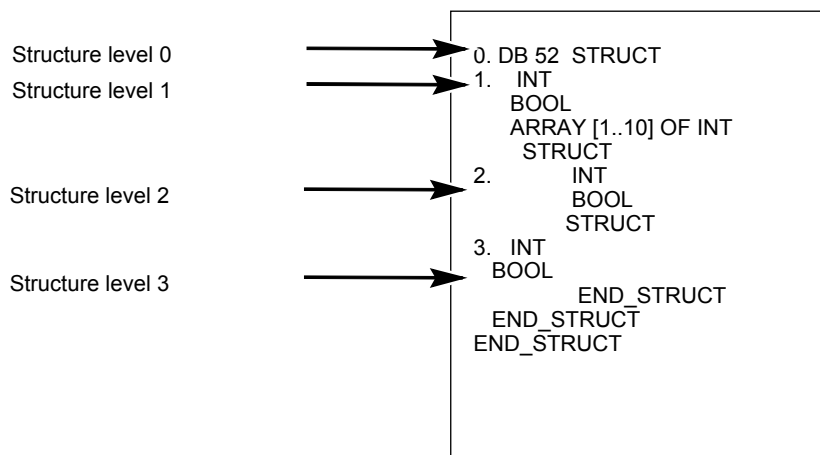 Structure level 0
0. DB 52 STRUCT
Structure level 1
1. INT
BOOL
ARRAY [1..10] OF INT
STRUCT
Structure level 2
2. INT
BOOL
STRUCT
3. INT
Structure level 3
BOOL
END_STRUCT
END_STRUCT
END_STRUCT